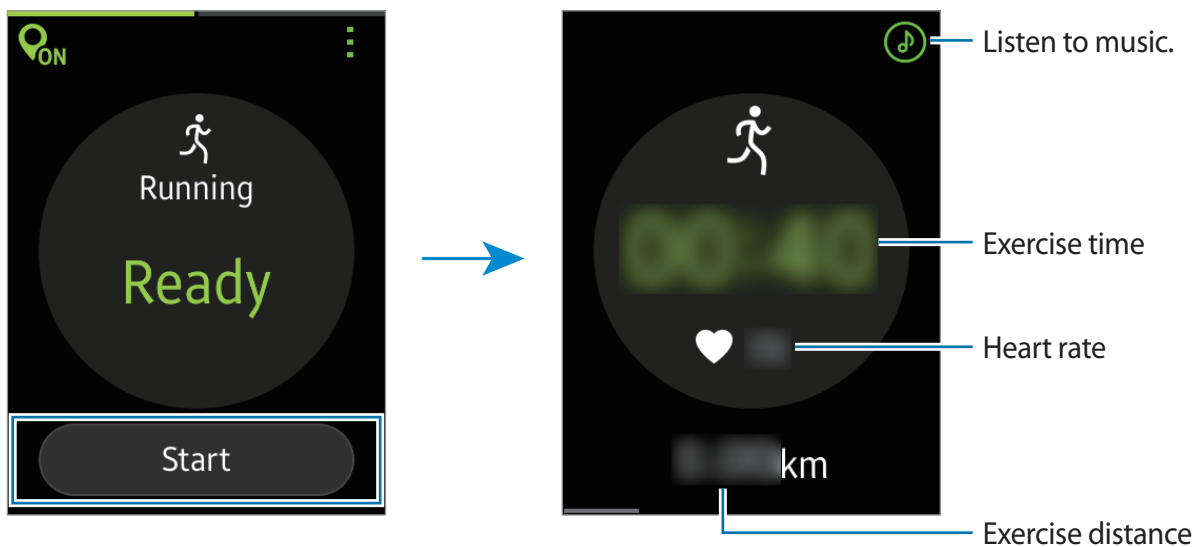 ON
Running
Ready
Start
Listen to music.
Exercise time
Heart rate
km
Exercise distance